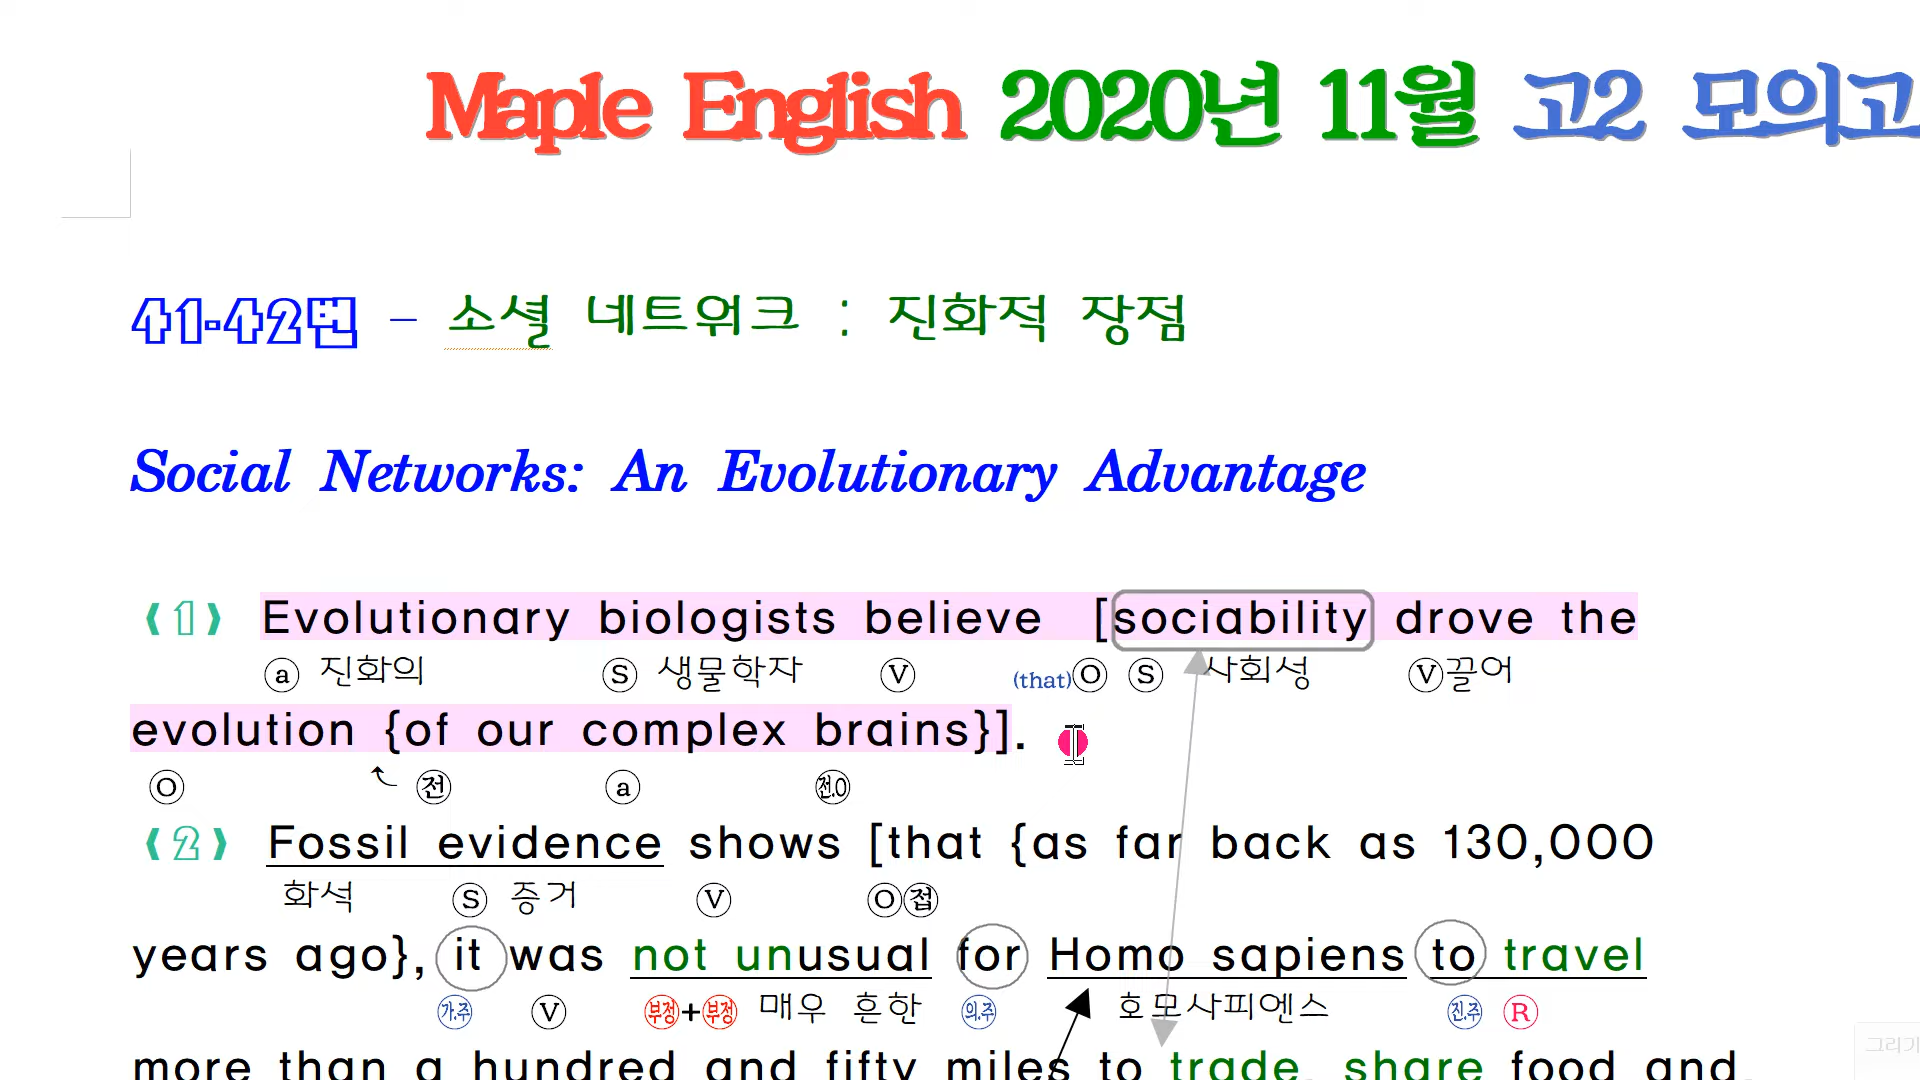 Maple English 2020년 11월 고2 모의고
41-42번 – 소셜 네트워크 : 진화적 장점
Social Networks: An Evolutionary Advantage
❨1❩ Evolutionary biologists believe [sociability drove the
ⓐ 진화의 Ⓢ 생물학자 Ⓥ (that)Ⓞ Ⓢ 사회성 Ⓥ끌어
evolution {of our complex brains}].
Ⓞ 전 ⓐ 전.O
❨2❩ Fossil evidence shows [that {as far back as 130,000
화석 Ⓢ 증거 Ⓥ Ⓞ접
years ago}, it was not unusual for Homo sapiens to travel
가.주 Ⓥ 부정+부정 매우 흔한 의.주 호모사피엔스 진.주 Ⓡ
more than a hundred and fifty miles to trade, share food and,
그리기